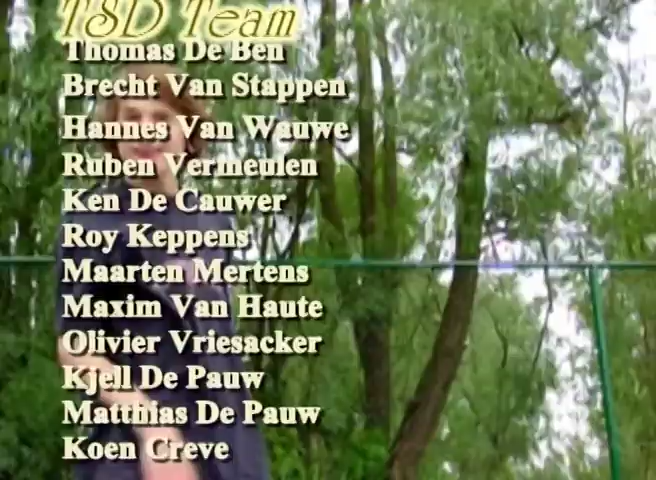 TSD Team
Thomas De Ben
Brecht Van Stappen
Hannes Van Wauwe
Ruben Vermeulen
Ken De Cauwer
Roy Keppens
Maarten Mertens
Maxim Van Haute
Olivier Vriesacker
Kjell De Pauw
Matthias De Pauw
Koen Creve